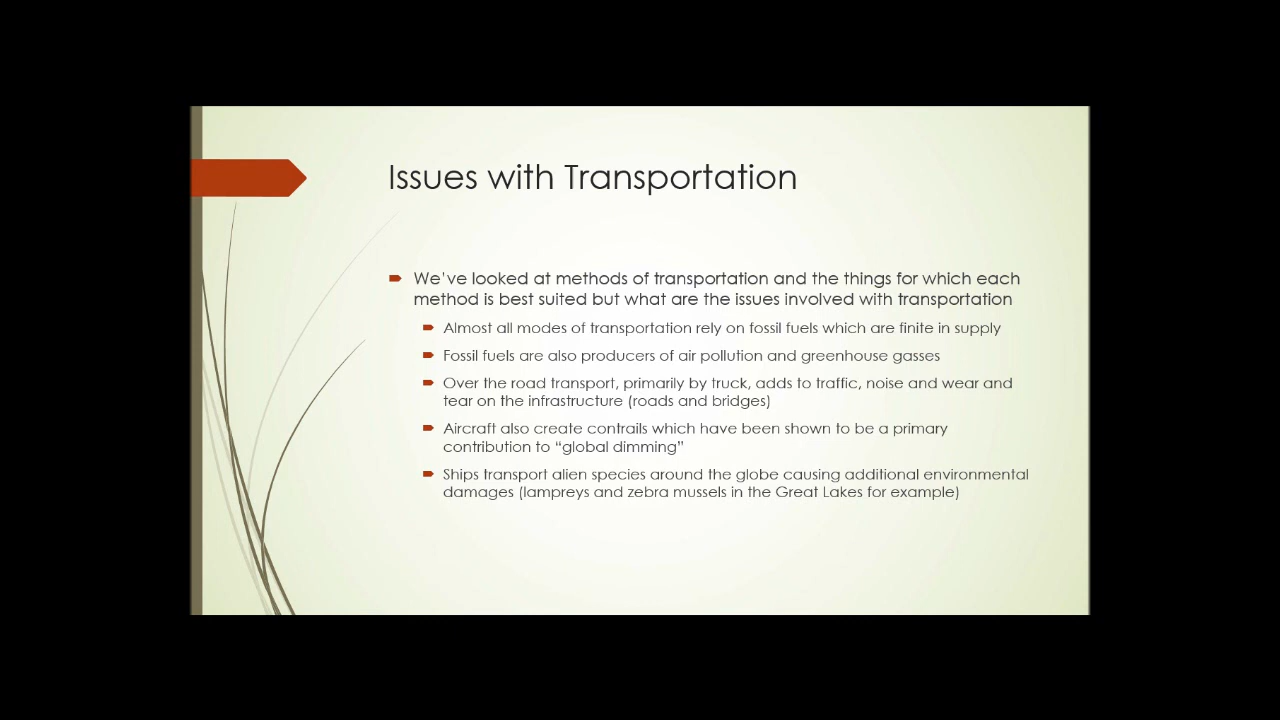 Issues with Transportation
We've looked at methods of transportation and the things for which each
method is best suited but what are the issues involved with transportation
Almost all modes of transportation rely on fossil fuels which are finite in supply
Fossil fuels are also producers of air pollution and greenhouse gasses
Over the road transport, primarily by truck, adds to traffic, noise and wear and
tear on the infrastructure (roads and bridges)
Aircraft also create contrails which have been shown to be a primary
contribution to “global dimming”
Ships transport alien species around the globe causing additional environmental
damages (lampreys and zebra mussels in the Great Lakes for example)